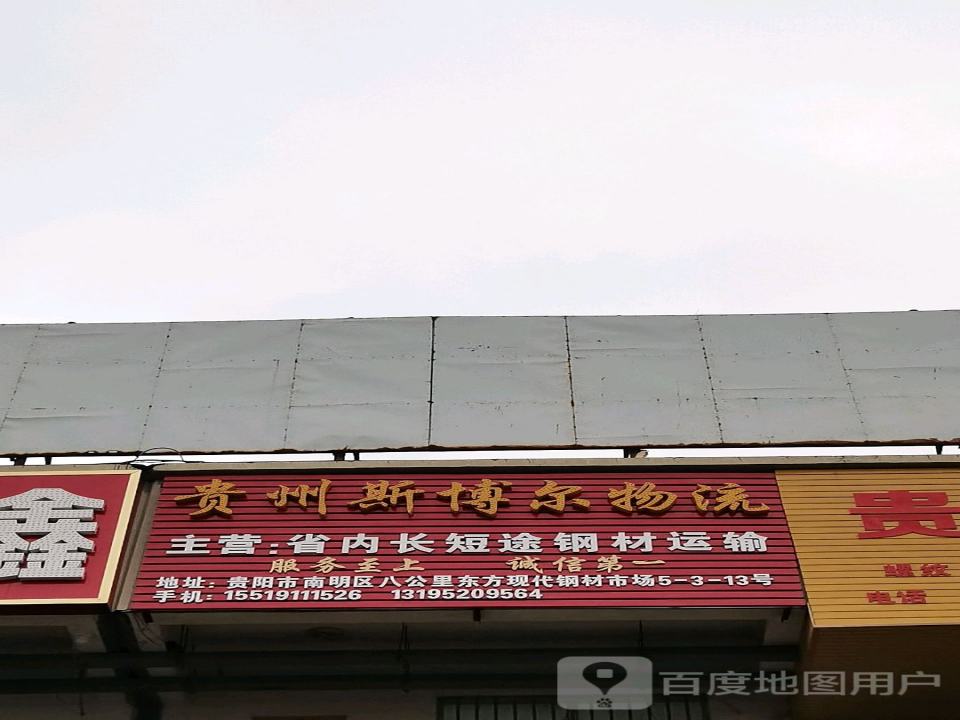 鑫
贵州斯博尔物流
主营:省内长短途钢材运输
服务至上 诚信第一
地址:贵阳市南明区八公里东方现代钢材市场5-3-13号
手机:15519111526 13195209564
贵
螺纹
电话
百度地图用户